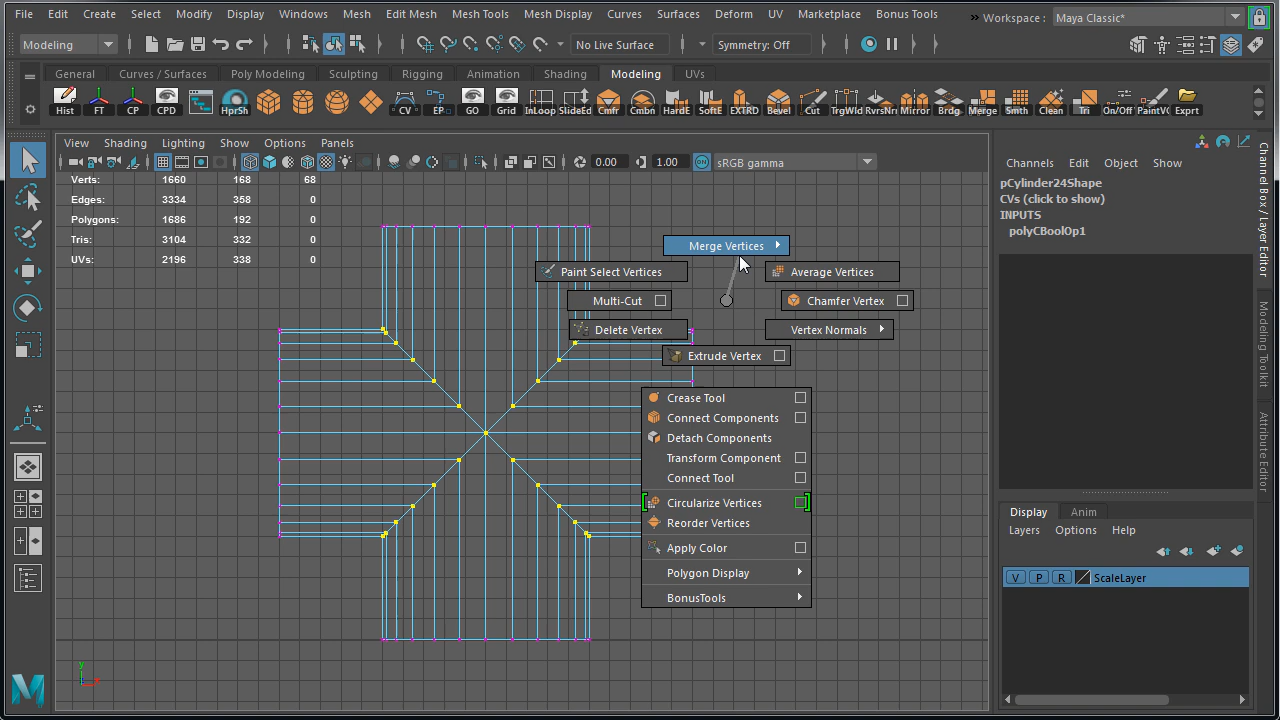 File Edit Create Select Modify Display Windows Mesh Edit Mesh Mesh Tools Mesh Display Curves Surfaces Deform UV Marketplace Bonus Tools Workspace : Maya Classic*
Modeling No Live Surface Symmetry: Off
General Curves / Surfaces Poly Modeling Sculpting Rigging Animation Shading Modeling UVs
Hist FT CP CPD HprSh CV EP GO Grid InLoop SlideEd Cmfr Cmbn HardE SoftE EXTRD Bevel Cut TrgWld RvrsNr Mirror Brdg Merge Smth Clean Tri On/Off PaintVC Exprt
View Shading Lighting Show Options Panels
0.00 1.00 ON sRGB gamma
Verts: 1660 168 68
Edges: 3334 358 0
Polygons: 1686 192 0
Tris: 3104 332 0
UVs: 2196 338 0
Merge Vertices
Paint Select Vertices Average Vertices
Multi-Cut Chamfer Vertex
Delete Vertex Vertex Normals
Extrude Vertex
Crease Tool
Connect Components
Detach Components
Transform Component
Connect Tool
Circularize Vertices
Reorder Vertices
Apply Color
Polygon Display
BonusTools
y
Channels Edit Object Show
pCylinder24Shape
CVs (click to show)
INPUTS
polyCBoolOp1
Display Anim
Layers Options Help
V P R ScaleLayer
Channel Box / Layer Editor
Modeling Toolkit
Attribute Editor